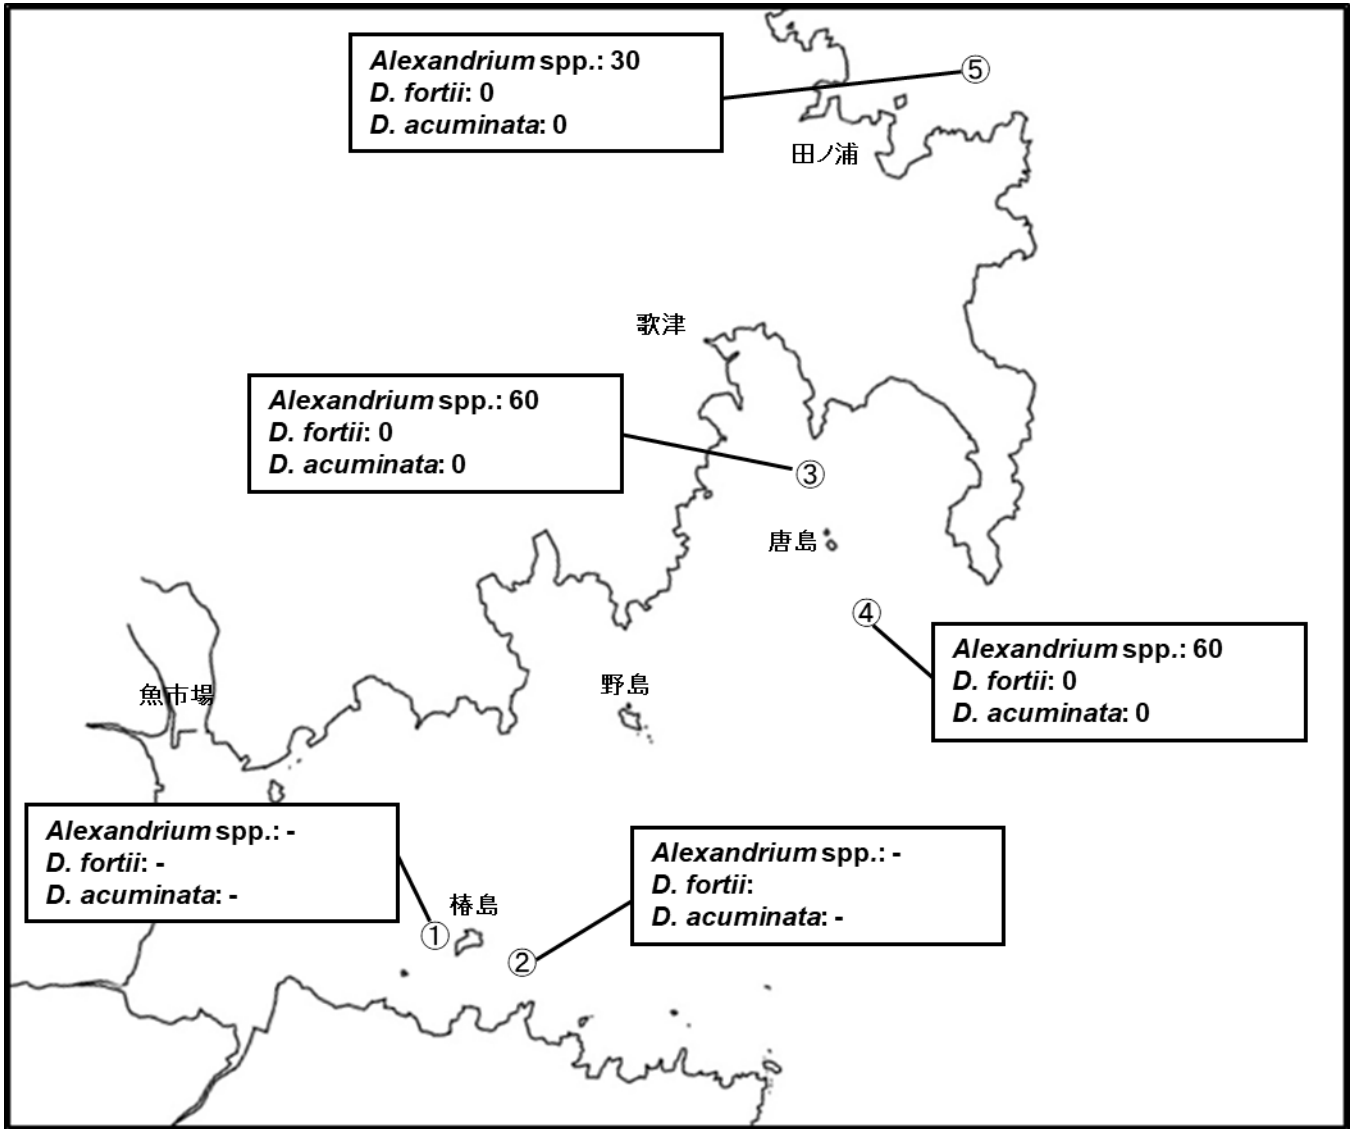 Alexandrium spp.: 30
D. fortii: 0
D. acuminata: 0
⑤
田ノ浦
歌津
Alexandrium spp.: 60
D. fortii: 0
D. acuminata: 0
③
唐島
④
Alexandrium spp.: 60
D. fortii: 0
D. acuminata: 0
野島
魚市場
Alexandrium spp.: -
D. fortii: -
D. acuminata: -
①
椿島
②
Alexandrium spp.: -
D. fortii:
D. acuminata: -